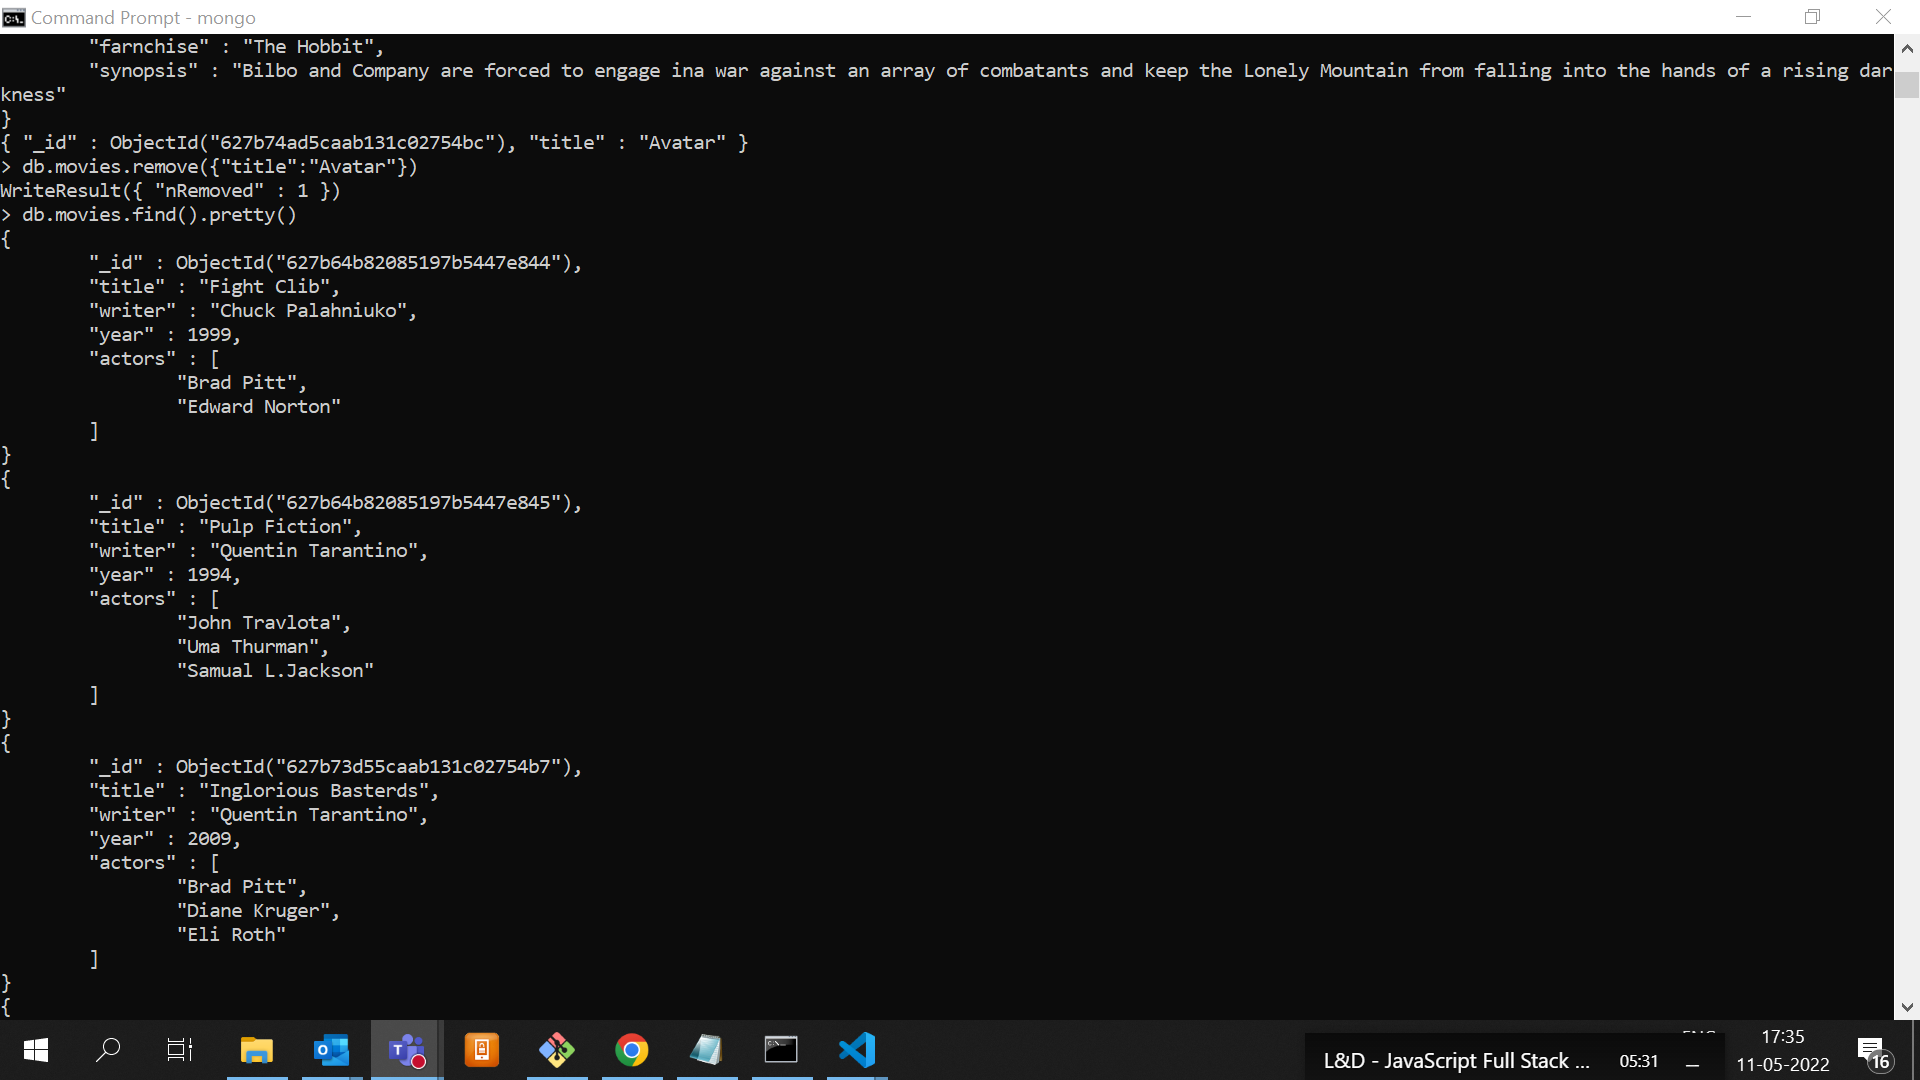 Command Prompt - mongo
        "farnchise" : "The Hobbit",
        "synopsis" : "Bilbo and Company are forced to engage ina war against an array of combatants and keep the Lonely Mountain from falling into the hands of a rising dar
kness"
}
{ "_id" : ObjectId("627b74ad5caab131c02754bc"), "title" : "Avatar" }
> db.movies.remove({"title":"Avatar"})
WriteResult({ "nRemoved" : 1 })
> db.movies.find().pretty()
{
        "_id" : ObjectId("627b64b82085197b5447e844"),
        "title" : "Fight Clib",
        "writer" : "Chuck Palahniuko",
        "year" : 1999,
        "actors" : [
                "Brad Pitt",
                "Edward Norton"
        ]
}
{
        "_id" : ObjectId("627b64b82085197b5447e845"),
        "title" : "Pulp Fiction",
        "writer" : "Quentin Tarantino",
        "year" : 1994,
        "actors" : [
                "John Travlota",
                "Uma Thurman",
                "Samual L.Jackson"
        ]
}
{
        "_id" : ObjectId("627b73d55caab131c02754b7"),
        "title" : "Inglorious Basterds",
        "writer" : "Quentin Tarantino",
        "year" : 2009,
        "actors" : [
                "Brad Pitt",
                "Diane Kruger",
                "Eli Roth"
        ]
}
{
L&D - JavaScript Full Stack ... 05:31
17:35
11-05-2022
16